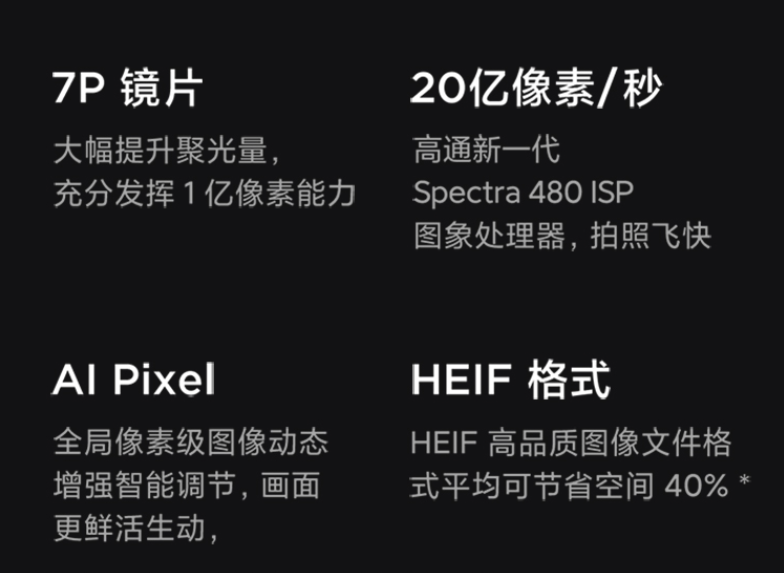 7P 镜片
大幅提升聚光量，
充分发挥 1 亿像素能力
20亿像素/秒
高通新一代
Spectra 480 ISP
图象处理器，拍照飞快
AI Pixel
全局像素级图像动态
增强智能调节，画面
更鲜活生动，
HEIF 格式
HEIF 高品质图像文件格
式平均可节省空间 40% *